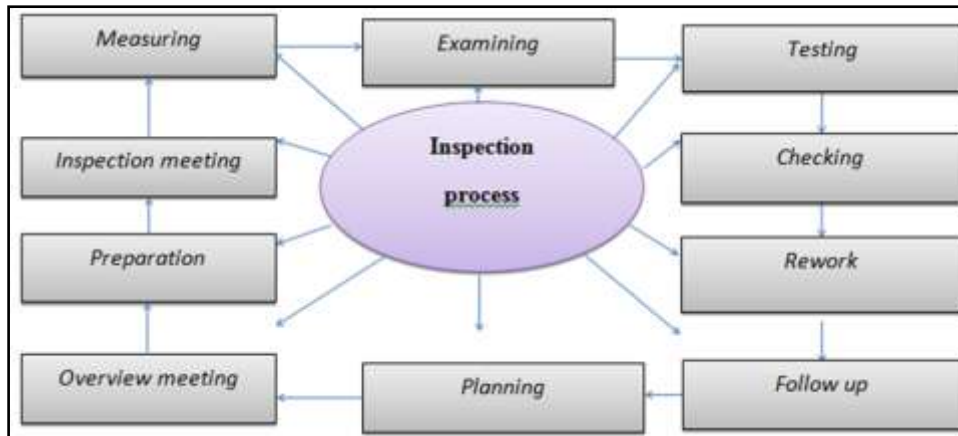 Measuring
Examining
Testing
Inspection meeting
Inspection
process
Checking
Preparation
Rework
Overview meeting
Planning
Follow up